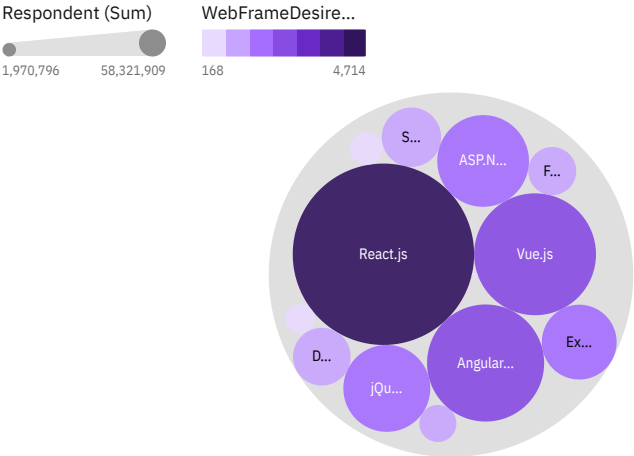 Respondent (Sum)
WebFrameDesire...
1,970,796
58,321,909
168
4,714
S...
ASP.N...
F...
React.js
Vue.js
Ex...
D...
Angular...
jQu...